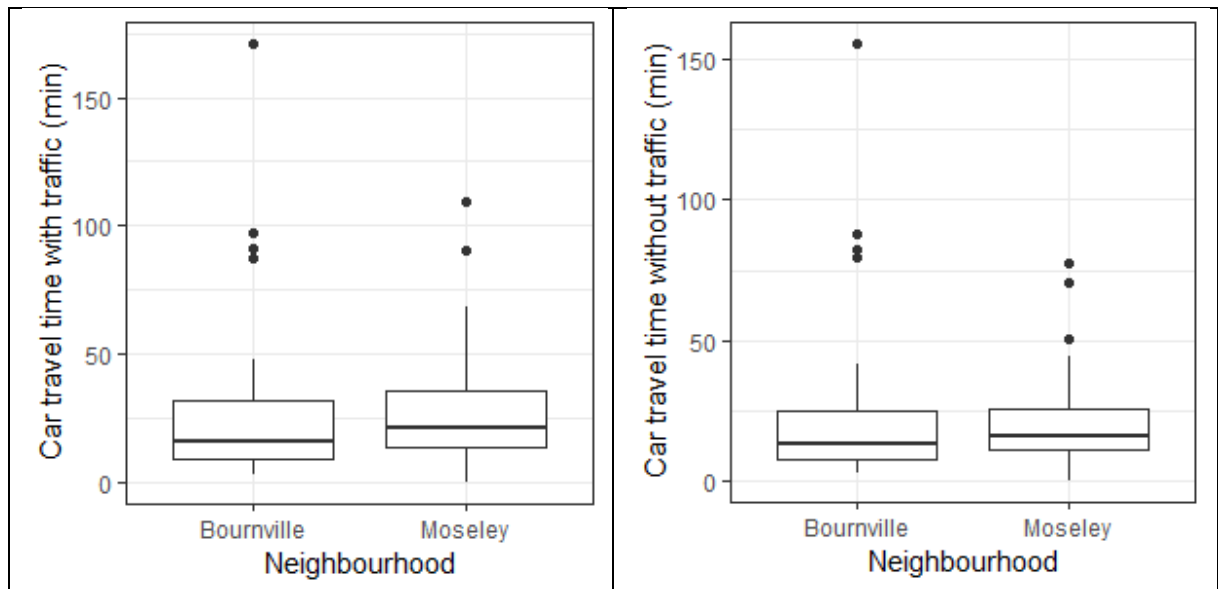 Car travel time with traffic (min)
150
100
50
0
Bournville Moseley
Neighbourhood
Car travel time without traffic (min)
150
100
50
0
Bournville Moseley
Neighbourhood